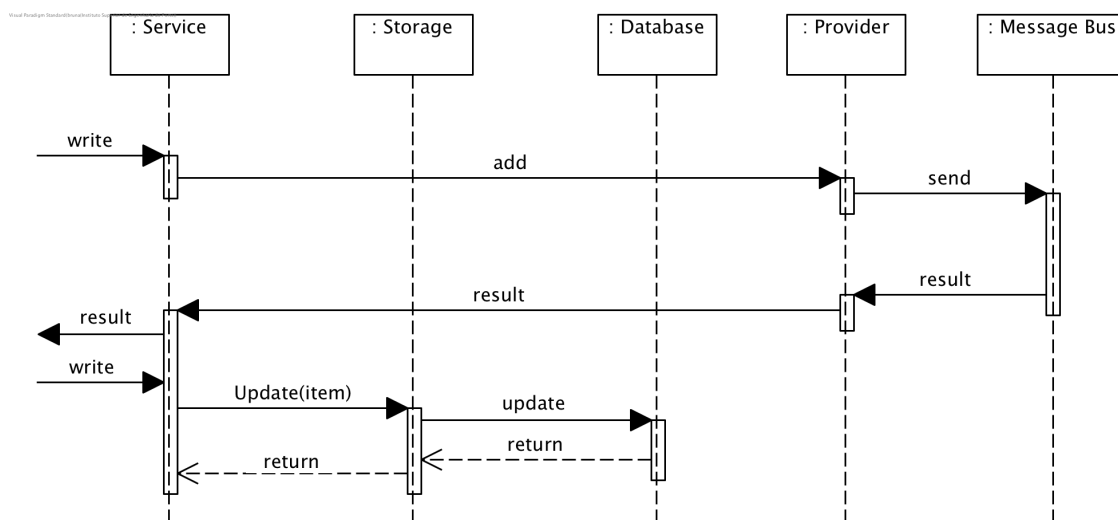 : Service
: Storage
: Database
: Provider
: Message Bus
write
add
send
result
result
result
write
Update(item)
update
return
return